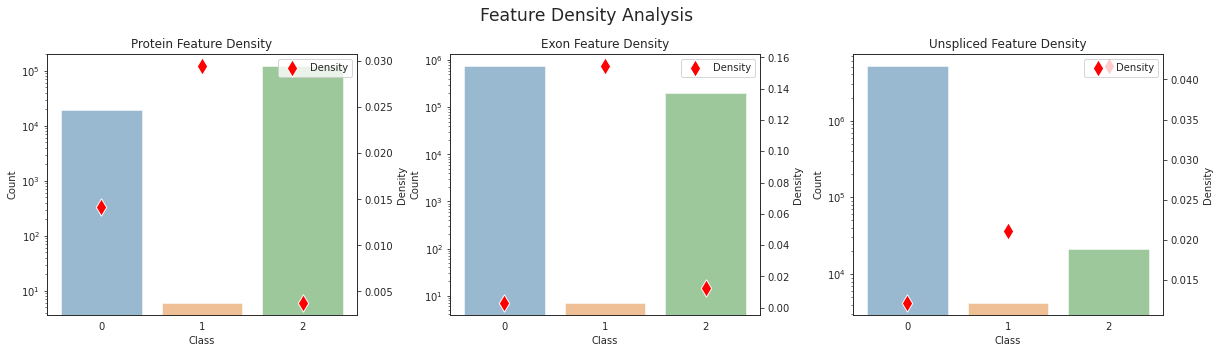 Feature Density Analysis
Protein Feature Density
Density
10^5
10^4
10^3
10^2
10^1
Count
0.030
0.025
0.020
0.015
0.010
0.005
Density
0 1 2
Class
Exon Feature Density
Density
10^6
10^5
10^4
10^3
10^2
10^1
Count
0.16
0.14
0.12
0.10
0.08
0.06
0.04
0.02
0.00
Density
0 1 2
Class
Unspliced Feature Density
Density
10^6
10^5
10^4
Count
0.040
0.035
0.030
0.025
0.020
0.015
Density
0 1 2
Class